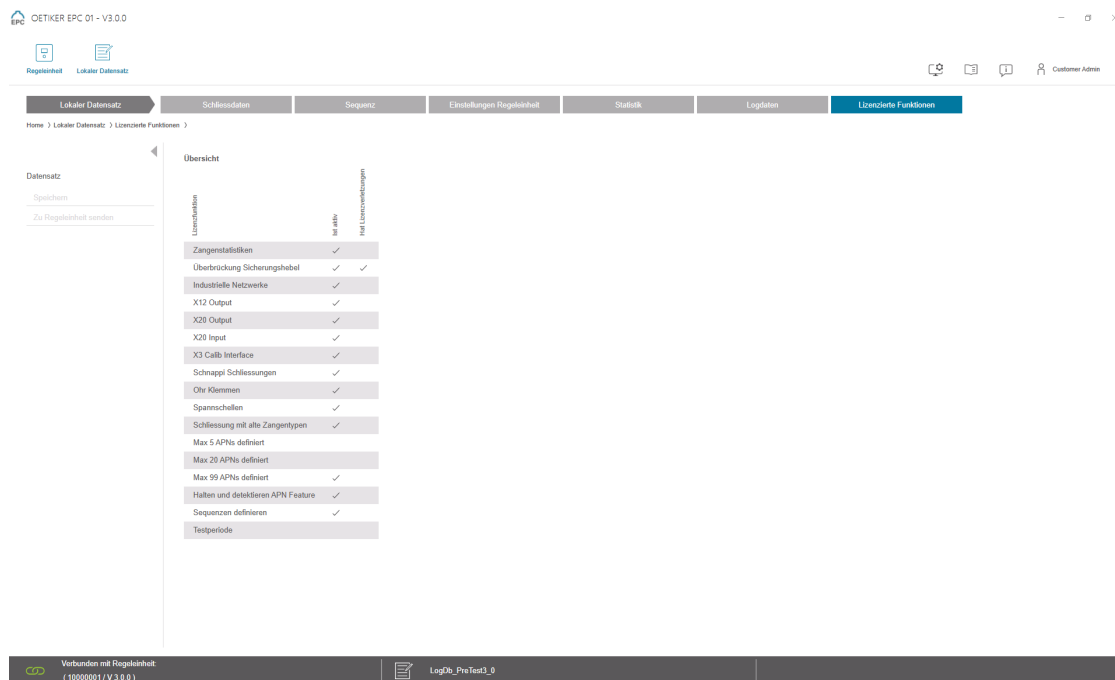 EPC OETIKER EPC 01 - V3.0.0
Regeleinheit Lokaler Datensatz
Customer Admin
Lokaler Datensatz Schliessdaten Sequenz Einstellungen Regeleinheit Statistik Logdaten Lizenzierte Funktionen
Home > Lokaler Datensatz > Lizenzierte Funktionen >
Übersicht
Datensatz
Speichern
Zu Regeleinheit senden
Lizenzfunktion
Ist aktiv
Hat Lizenzverletzungen
Zangenstatistiken
Überbrückung Sicherungshebel
Industrielle Netzwerke
X12 Output
X20 Output
X20 Input
X3 Calib Interface
Schnappi Schliessungen
Ohr Klemmen
Spannschellen
Schliessung mit alte Zangentypen
Max 5 APNs definiert
Max 20 APNs definiert
Max 99 APNs definiert
Halten und detektieren APN Feature
Sequenzen definieren
Testperiode
Verbunden mit Regeleinheit:
( 10000001 / V 3.0.0 )
LogDb_PreTest3_0